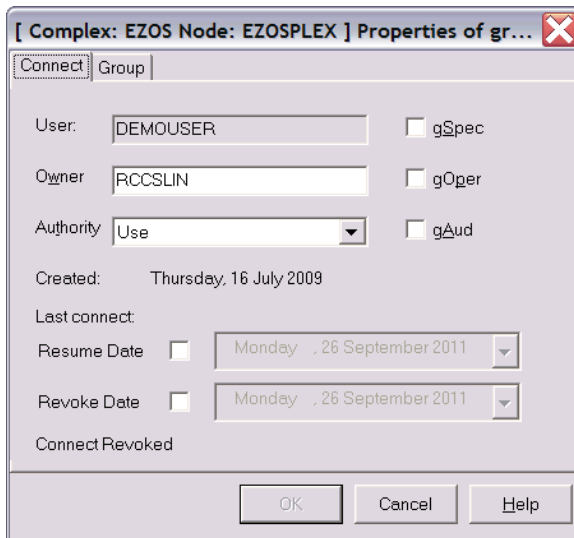 [ Complex: EZOS Node: EZOSPLEX ] Properties of gr...
Connect Group
User: DEMOUSER gSpec
Owner RCCSLIN gOper
Authority Use gAud
Created: Thursday, 16 July 2009
Last connect:
Resume Date Monday , 26 September 2011
Revoke Date Monday , 26 September 2011
Connect Revoked
OK Cancel Help